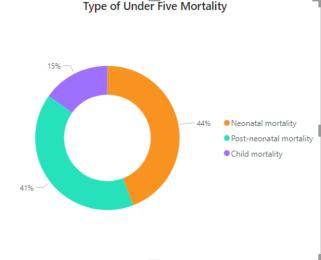 Type of Under Five Mortality
15%
44%
Neonatal mortality
Post-neonatal mortality
Child mortality
41%